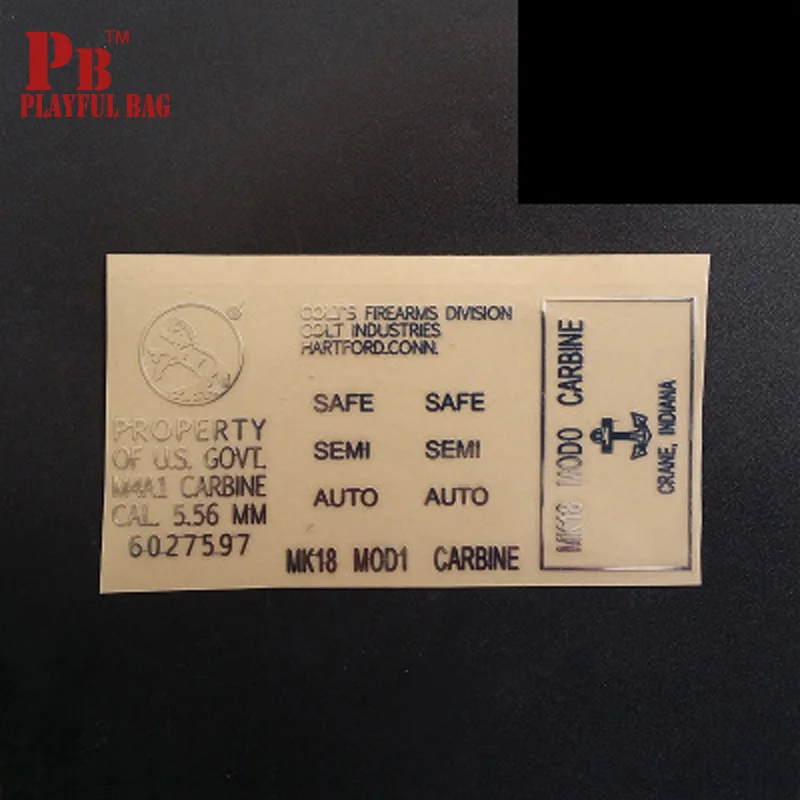 PB™
PLAYFUL BAG
COLT'S FIREARMS DIVISION
COLT INDUSTRIES
HARTFORD.CONN.
PROPERTY
OF U.S. GOVT.
M4A1 CARBINE
CAL. 5.56 MM
6027597
SAFE SAFE
SEMI SEMI
AUTO AUTO
MK18 MOD1 CARBINE
MK18 MOD0 CARBINE
CRANE, INDIANA